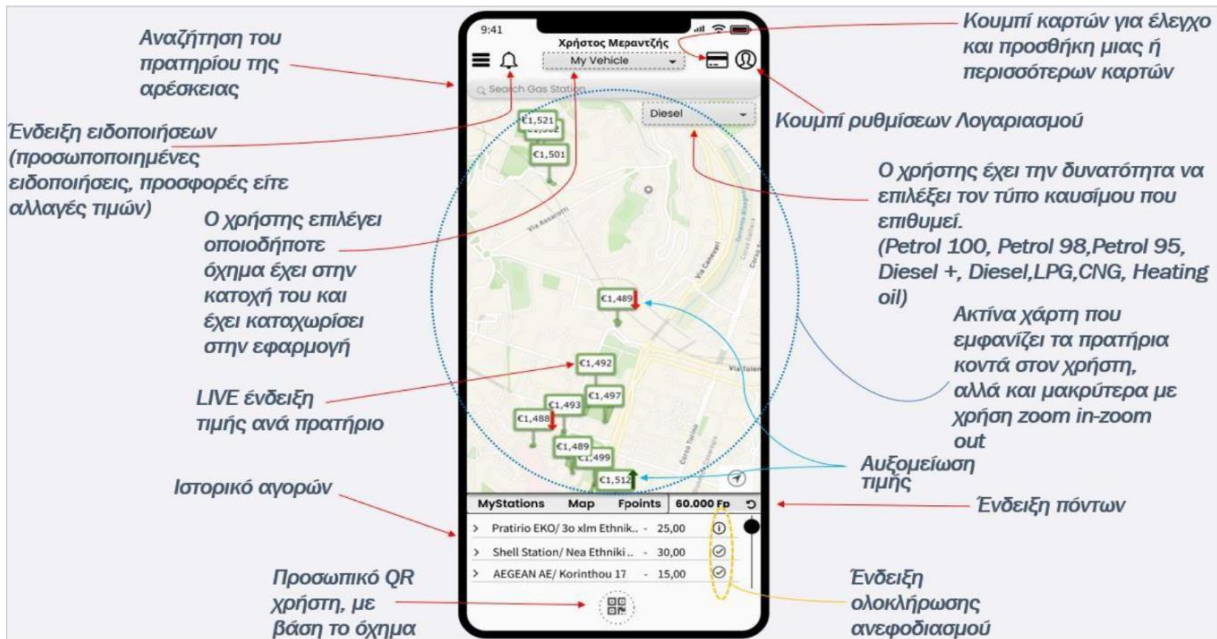 Αναζήτηση του
πρατηρίου της
αρέσκειας
Ένδειξη ειδοποιήσεων
(προσωποποιημένες
ειδοποιήσεις, προσφορές είτε
αλλαγές τιμών)
Ο χρήστης επιλέγει
οποιοδήποτε
όχημα έχει στην
κατοχή του και
έχει καταχωρίσει
στην εφαρμογή
LIVE ένδειξη
τιμής ανά πρατήριο
Ιστορικό αγορών
Προσωπικό QR
χρήστη, με
βάση το όχημα
9:41
Χρήστος Μεραντζής
My Vehicle
Search Gas Station
Diesel
€1,521
€1,501
Via Assarotti
Via Canevari
€1,489
€1,492
€1,497
€1,493
€1,488
€1,489
€1,499
€1,512
Corso Torino
MyStations Map Fpoints 60.000 Fp
> Pratirio EKO/ 3o xlm Ethnik.. - 25,00
> Shell Station/ Nea Ethniki .. - 30,00
> AEGEAN AE/ Korinthou 17 - 15,00
Κουμπί καρτών για έλεγχο
και προσθήκη μιας ή
περισσότερων καρτών
Κουμπί ρυθμίσεων Λογαριασμού
Ο χρήστης έχει την δυνατότητα να
επιλέξει τον τύπο καυσίμου που
επιθυμεί.
(Petrol 100, Petrol 98,Petrol 95,
Diesel +, Diesel,LPG,CNG, Heating
oil)
Ακτίνα χάρτη που
εμφανίζει τα πρατήρια
κοντά στον χρήστη,
αλλά και μακρύτερα με
χρήση zoom in-zoom
out
Αυξομείωση
τιμής
Ένδειξη πόντων
Ένδειξη
ολοκλήρωσης
ανεφοδιασμού